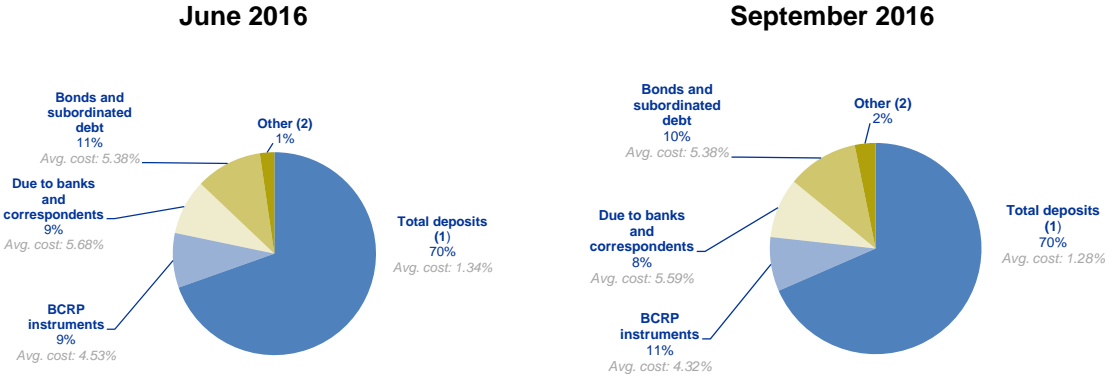 June 2016
Bonds and
subordinated
debt
11%
Avg. cost: 5.38%
Other (2)
1%
Due to banks
and
correspondents
9%
Avg. cost: 5.68%
Total deposits
(1)
70%
Avg. cost: 1.34%
BCRP
instruments
9%
Avg. cost: 4.53%
September 2016
Bonds and
subordinated
debt
10%
Avg. cost: 5.38%
Other (2)
2%
Due to banks
and
correspondents
8%
Avg. cost: 5.59%
Total deposits
(1)
70%
Avg. cost: 1.28%
BCRP
instruments
11%
Avg. cost: 4.32%